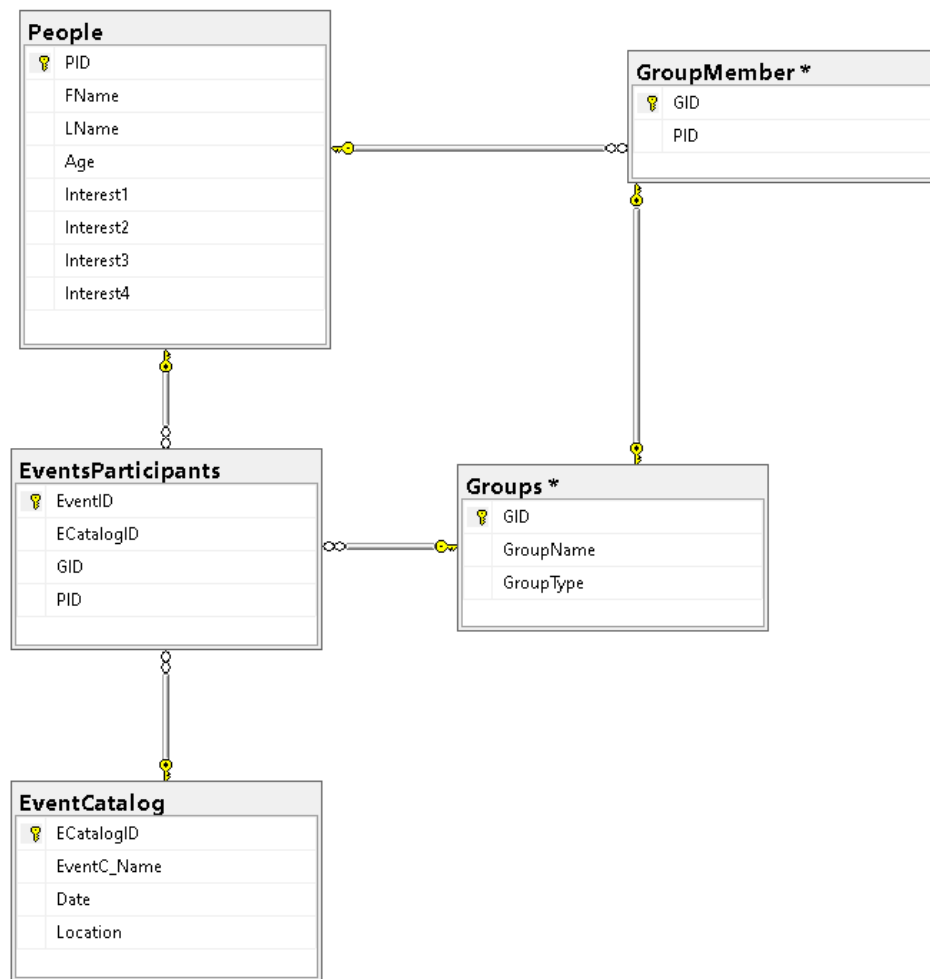 People
PID
FName
LName
Age
Interest1
Interest2
Interest3
Interest4
GroupMember *
GID
PID
EventsParticipants
EventID
ECatalogID
GID
PID
Groups *
GID
GroupName
GroupType
EventCatalog
ECatalogID
EventC_Name
Date
Location